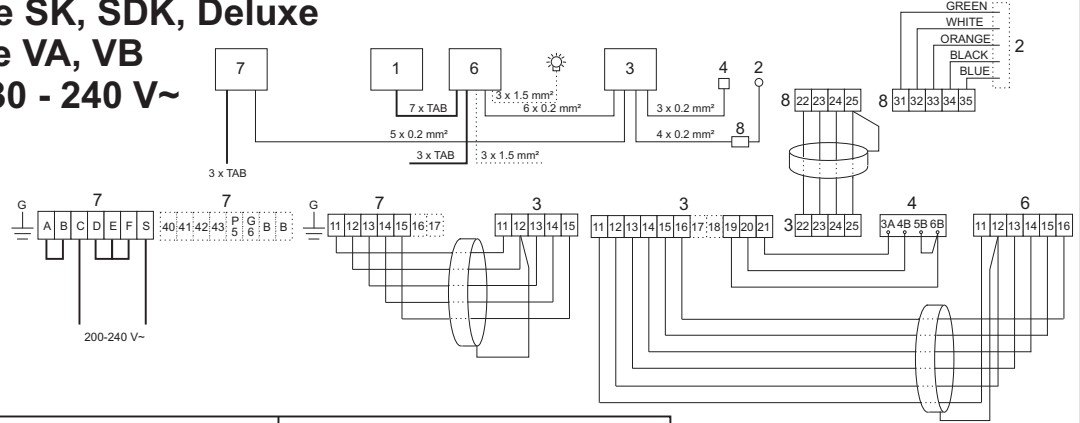 e SK, SDK, Deluxe
e VA, VB
30 - 240 V~
7
1
6
3
4
2
3 x 1.5 mm²
7 x TAB
6 x 0.2 mm²
3 x 0.2 mm²
5 x 0.2 mm²
4 x 0.2 mm²
8
3 x TAB
3 x 1.5 mm²
3 x TAB
GREEN
WHITE
ORANGE
BLACK
BLUE
2
8 22 23 24 25
8 31 32 33 34 35
G
7
A B C D E F S
200-240 V~
7
40 41 42 43 P5 G6 B B
G
7
11 12 13 14 15 16 17
3
11 12 13 14 15
3
11 12 13 14 15 16 17 18 19 20 21
3 22 23 24 25
4
3A 4B 5B 6B
6
11 12 13 14 15 16